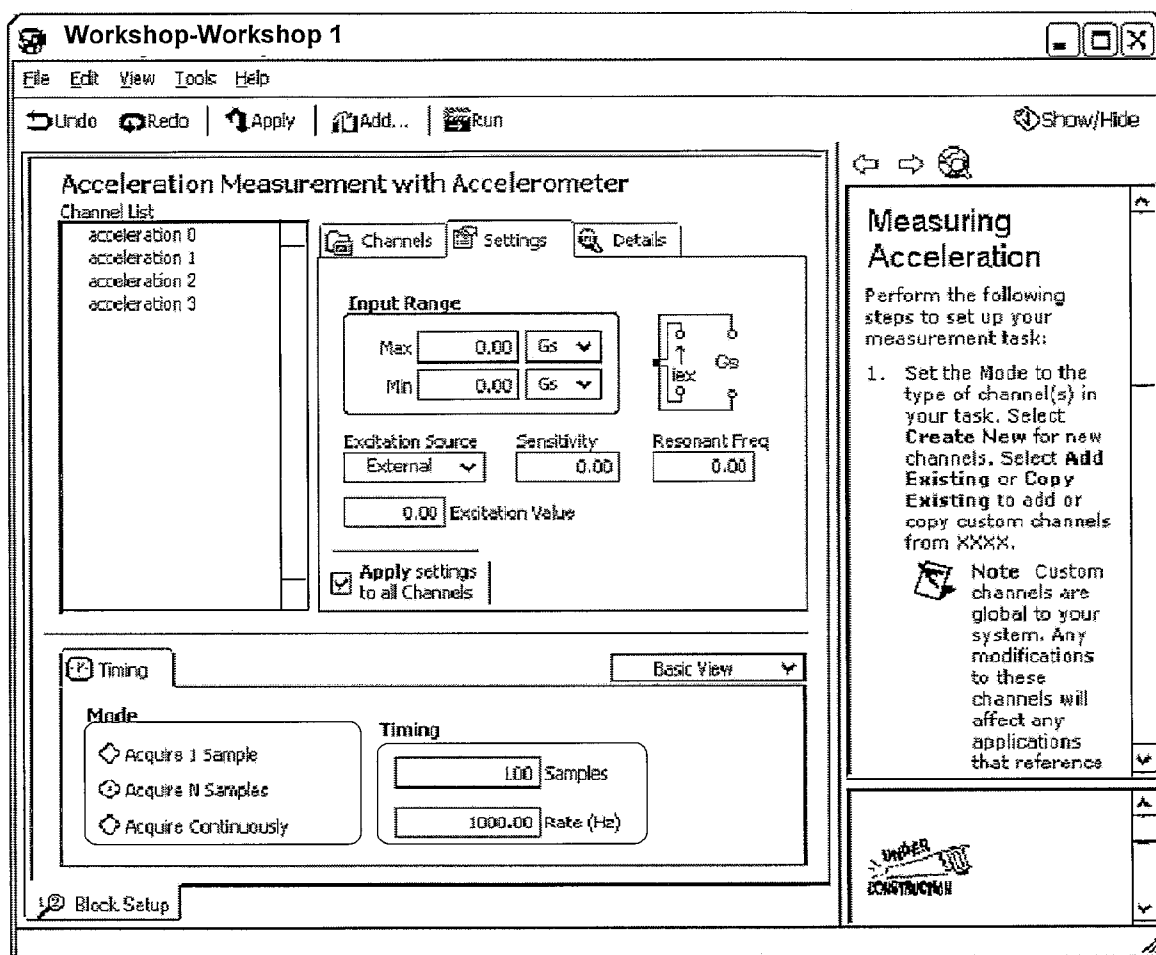 Workshop-Workshop 1
File Edit View Tools Help
Undo Redo Apply Add... Run Show/Hide
Acceleration Measurement with Accelerometer
Channel List
acceleration 0
acceleration 1
acceleration 2
acceleration 3
Channels Settings Details
Input Range
Max 0.00 Gs
Min 0.00 Gs
Iex Gs
Excitation Source Sensitivity Resonant Freq
External 0.00 0.00
0.00 Excitation Value
Apply settings
to all Channels
Timing Basic View
Mode
Acquire 1 Sample
Acquire N Samples
Acquire Continuously
Timing
100 Samples
1000.00 Rate (Hz)
Block Setup
Measuring
Acceleration
Perform the following
steps to set up your
measurement task:
1. Set the Mode to the
type of channel(s) in
your task. Select
Create New for new
channels. Select Add
Existing or Copy
Existing to add or
copy custom channels
from XXXX.
Note Custom
channels are
global to your
system. Any
modifications
to these
channels will
affect any
applications
that reference
UNDER
CONSTRUCTION